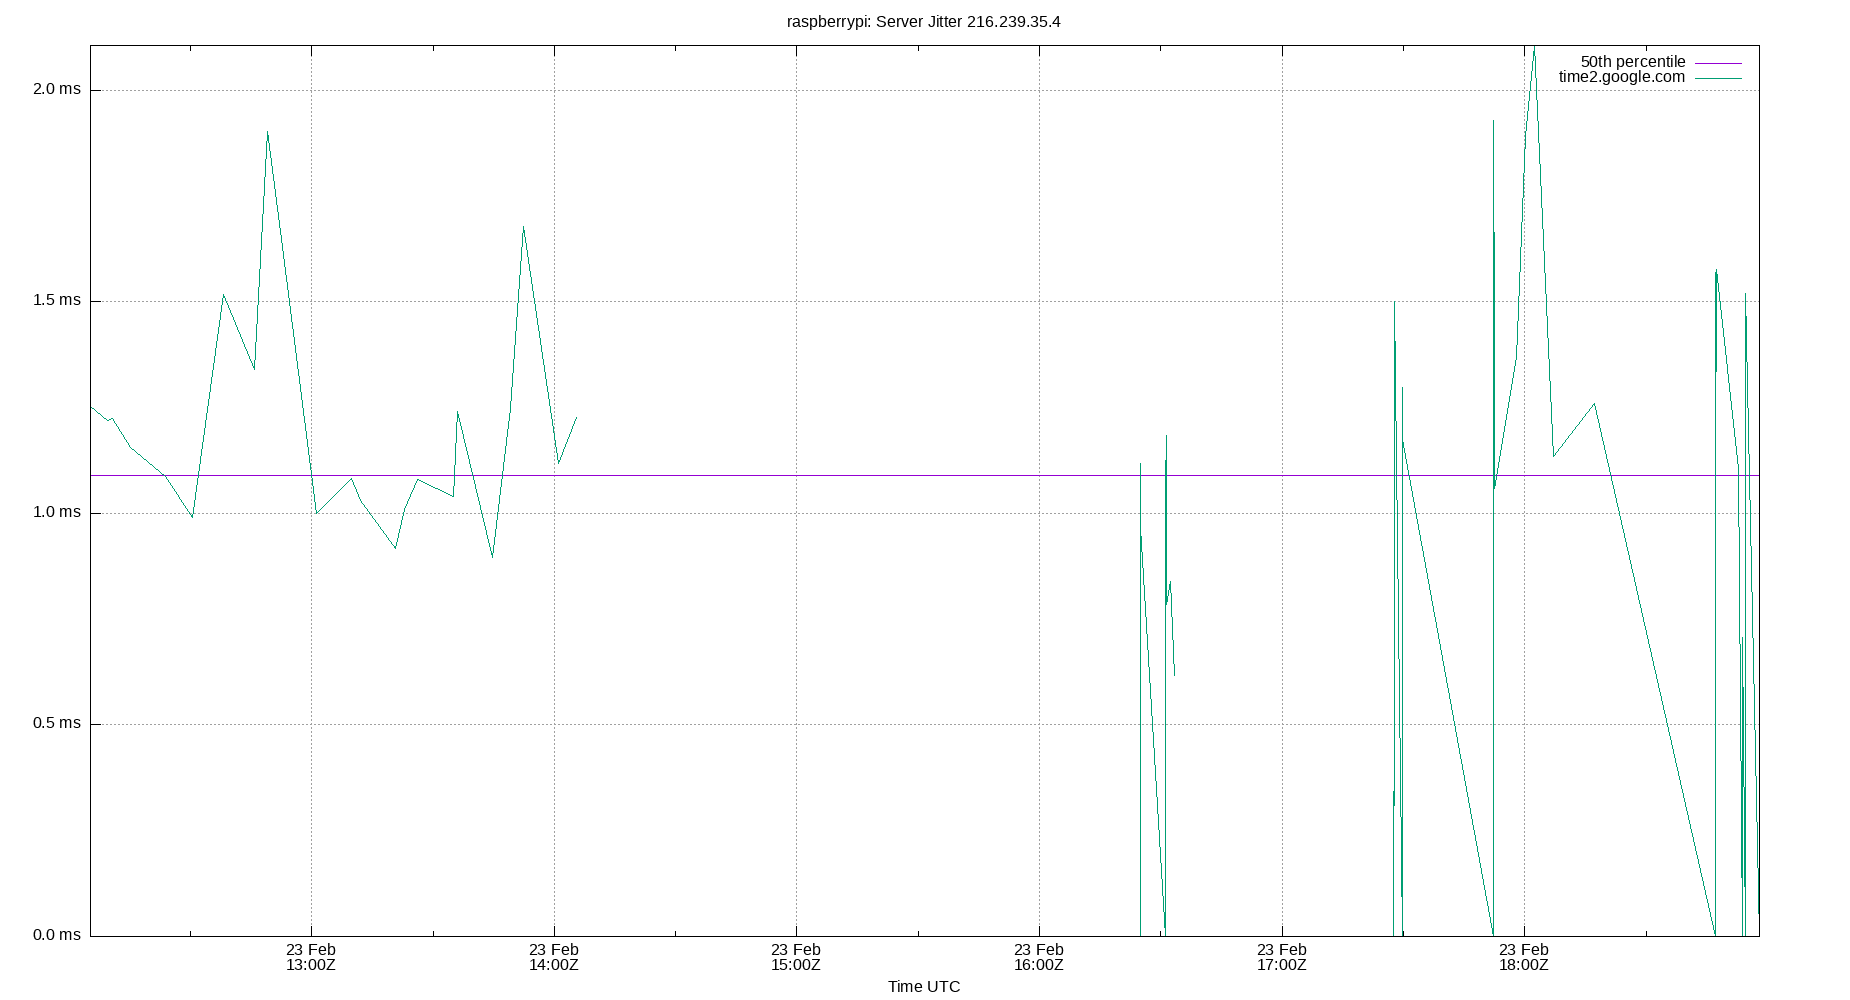 raspberrypi: Server Jitter 216.239.35.4
50th percentile
time2.google.com
2.0 ms
1.5 ms
1.0 ms
0.5 ms
0.0 ms
23 Feb
13:00Z
23 Feb
14:00Z
23 Feb
15:00Z
23 Feb
16:00Z
23 Feb
17:00Z
23 Feb
18:00Z
Time UTC